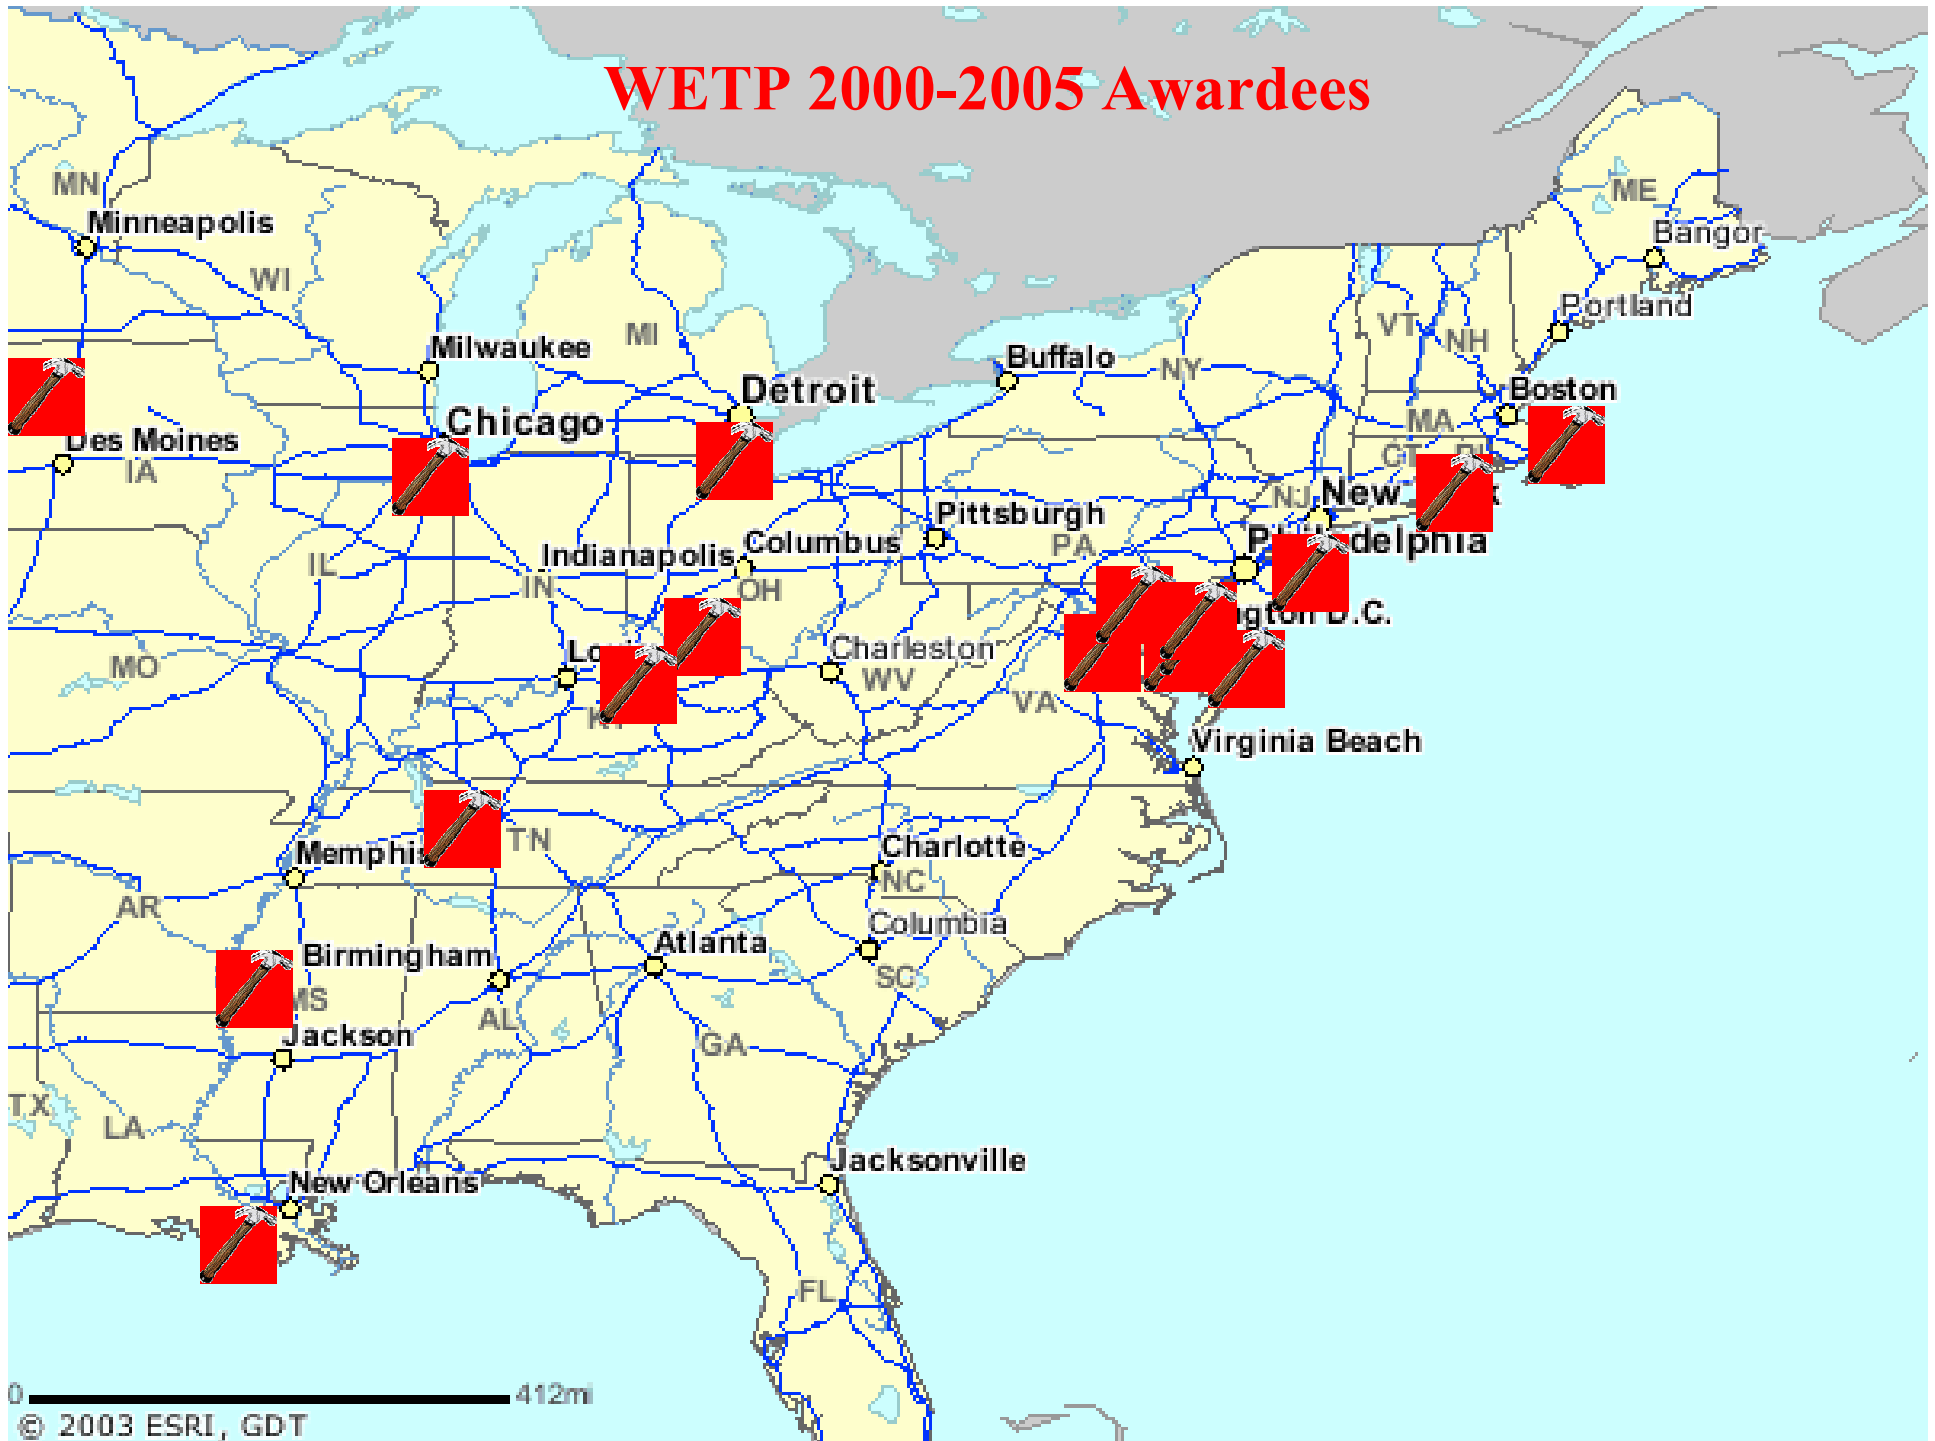 WETP 2000-2005 Awardees
MN
ME
Minneapolis
Bangor
WI
Portland
VT
MI
NH
Milwaukee
Buffalo
NY
Detroit
Boston
Chicago
MA
Des Moines
CT
IA
NJ
New
Pittsburgh
Philadelphia
Columbus
PA
Indianapolis
IL
IN
OH
D.C.
Charleston
MO
WV
VA
Virginia Beach
TN
Charlotte
Memphis
NC
AR
Columbia
Atlanta
Birmingham
SC
MS
AL
Jackson
GA
TX
LA
Jacksonville
New Orleans
FL
0 412mi
© 2003 ESRI, GDT